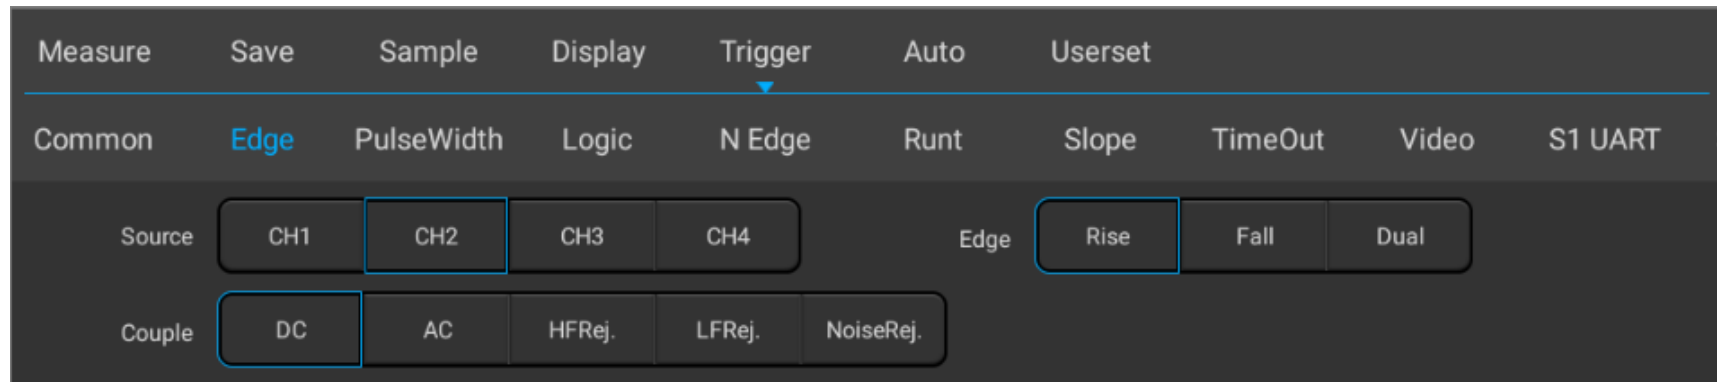 Measure Save Sample Display Trigger Auto Userset
Common Edge PulseWidth Logic N Edge Runt Slope TimeOut Video S1 UART
Source CH1 CH2 CH3 CH4 Edge Rise Fall Dual
Couple DC AC HFRej. LFRej. NoiseRej.